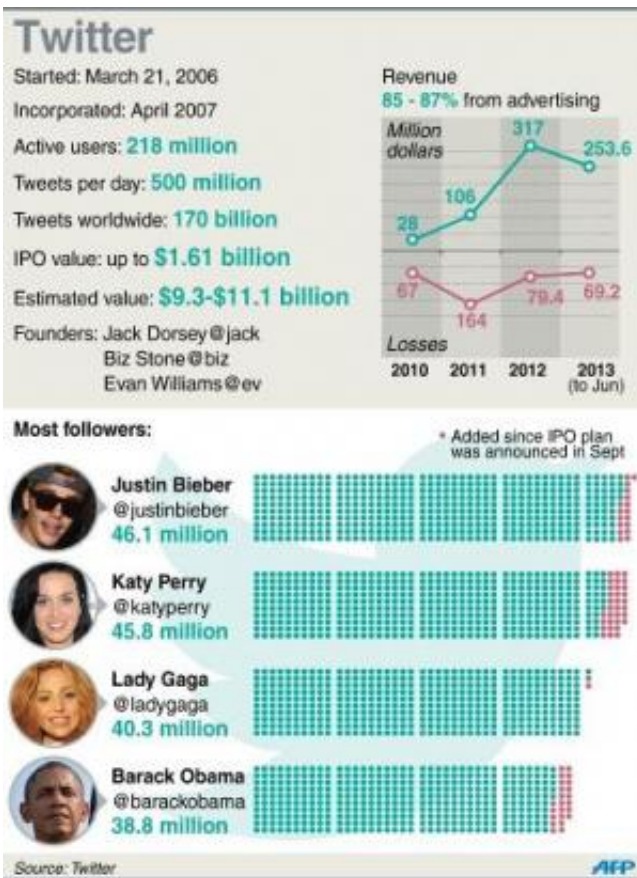 Twitter
Started: March 21, 2006
Incorporated: April 2007
Active users: 218 million
Tweets per day: 500 million
Tweets worldwide: 170 billion
IPO value: up to $1.61 billion
Estimated value: $9.3-$11.1 billion
Founders: Jack Dorsey@jack
Biz Stone@biz
Evan Williams@ev
Revenue
85 - 87% from advertising
Million
dollars
28
106
317
253.6
67
164
79.4
69.2
Losses
2010 2011 2012 2013
(to Jun)
Most followers:
* Added since IPO plan
was announced in Sept
Justin Bieber
@justinbieber
46.1 million
Katy Perry
@katyperry
45.8 million
Lady Gaga
@ladygaga
40.3 million
Barack Obama
@barackobama
38.8 million
Source: Twitter
AFP